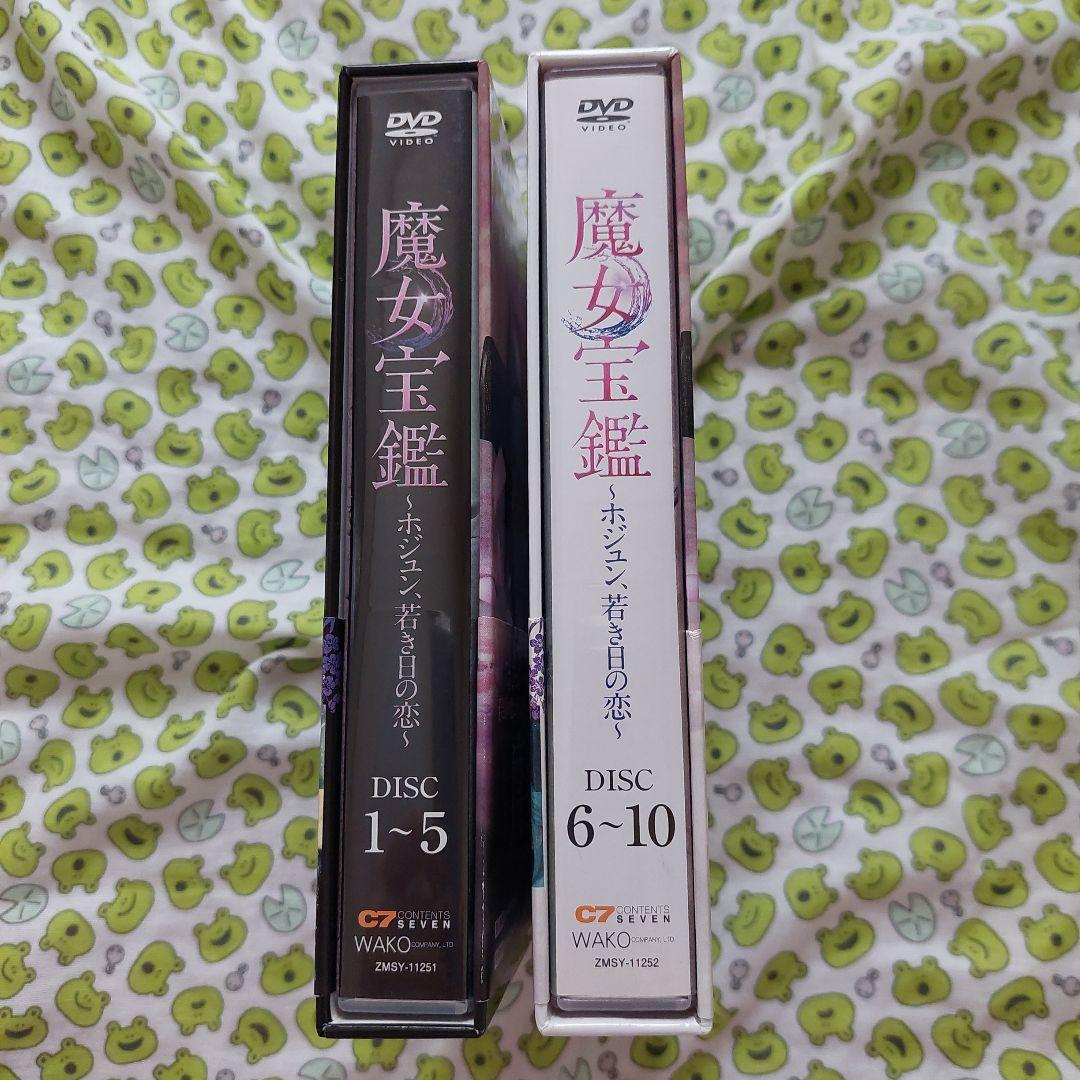 DVD
VIDEO
魔女宝鑑
～ホジュン、若き日の恋～
DISC
1~5
C7 CONTENTS SEVEN
WAKO COMPANY, LTD
ZMSY-11251
DVD
VIDEO
魔女宝鑑
～ホジュン、若き日の恋～
DISC
6~10
C7 CONTENTS SEVEN
WAKO COMPANY, LTD
ZMSY-11252